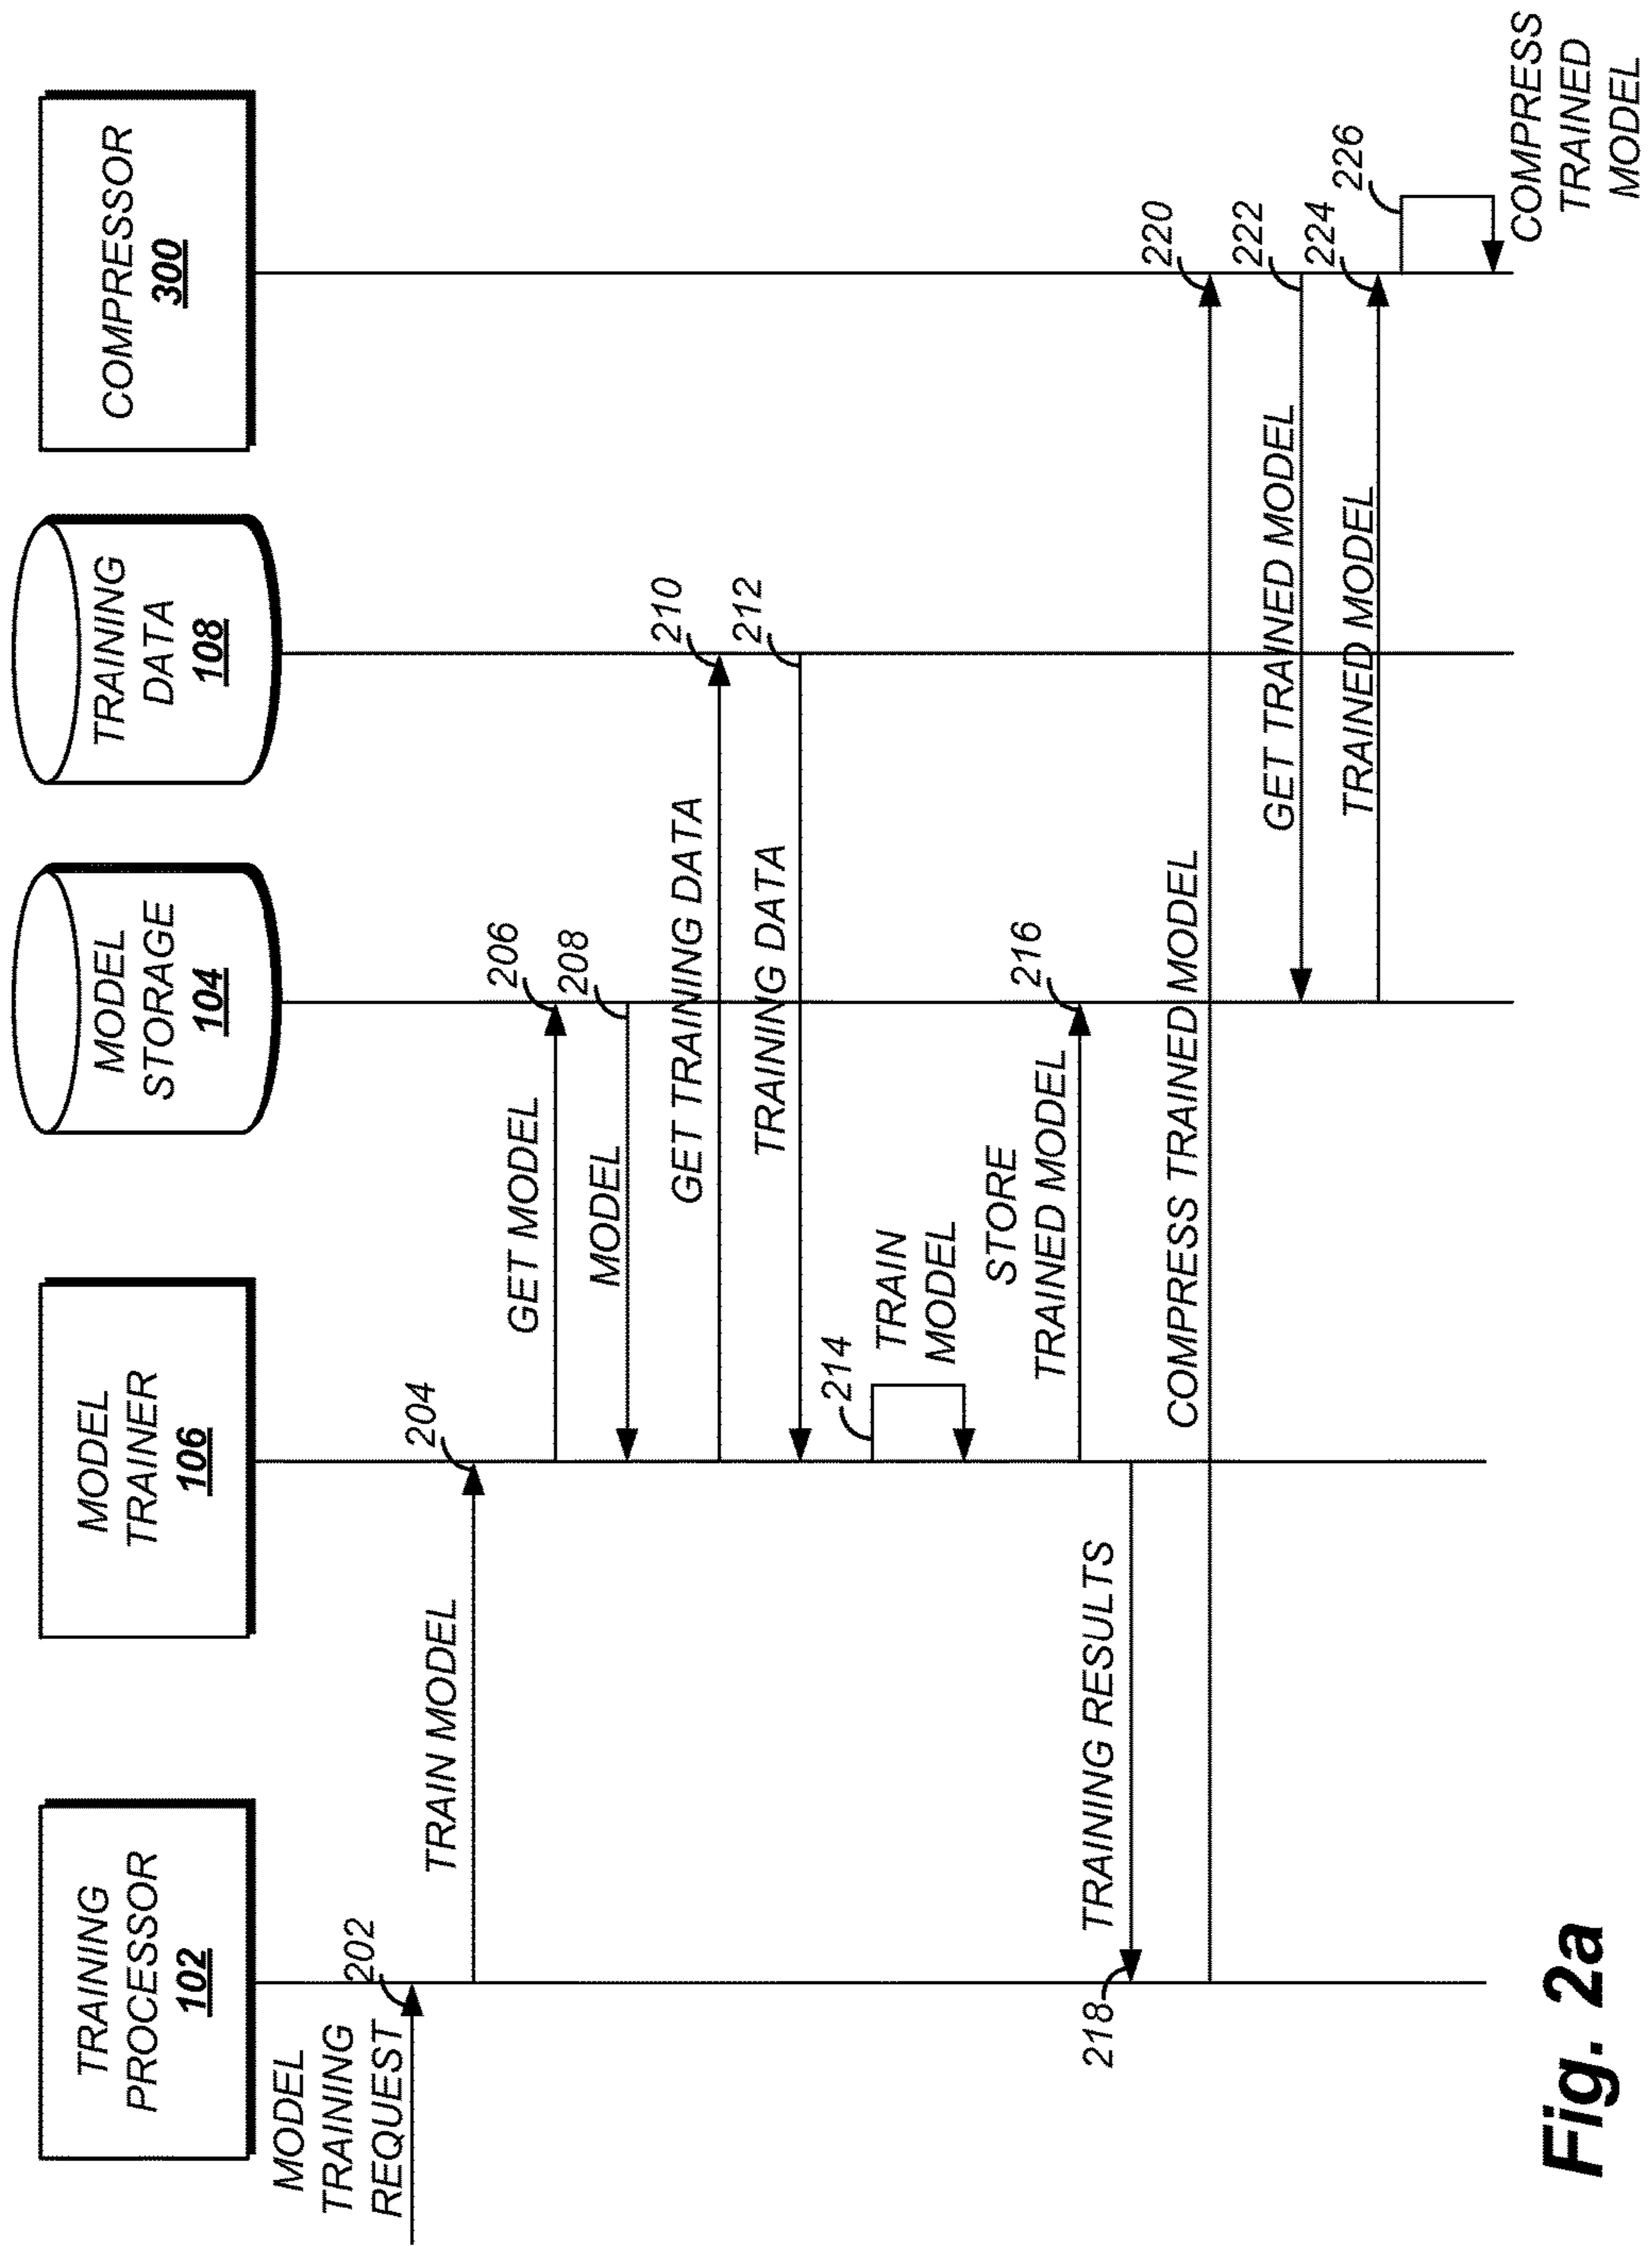 TRAINING
PROCESSOR
102
MODEL
TRAINER
106
MODEL
STORAGE
104
TRAINING
DATA
108
COMPRESSOR
300
MODEL
TRAINING
REQUEST
202
TRAIN MODEL
204
GET MODEL
206
MODEL
208
GET TRAINING DATA
210
TRAINING DATA
212
214
TRAIN
MODEL
STORE
TRAINED MODEL
216
TRAINING RESULTS
218
COMPRESS TRAINED MODEL
220
GET TRAINED MODEL
222
TRAINED MODEL
224
226
COMPRESS
TRAINED
MODEL
Fig. 2a